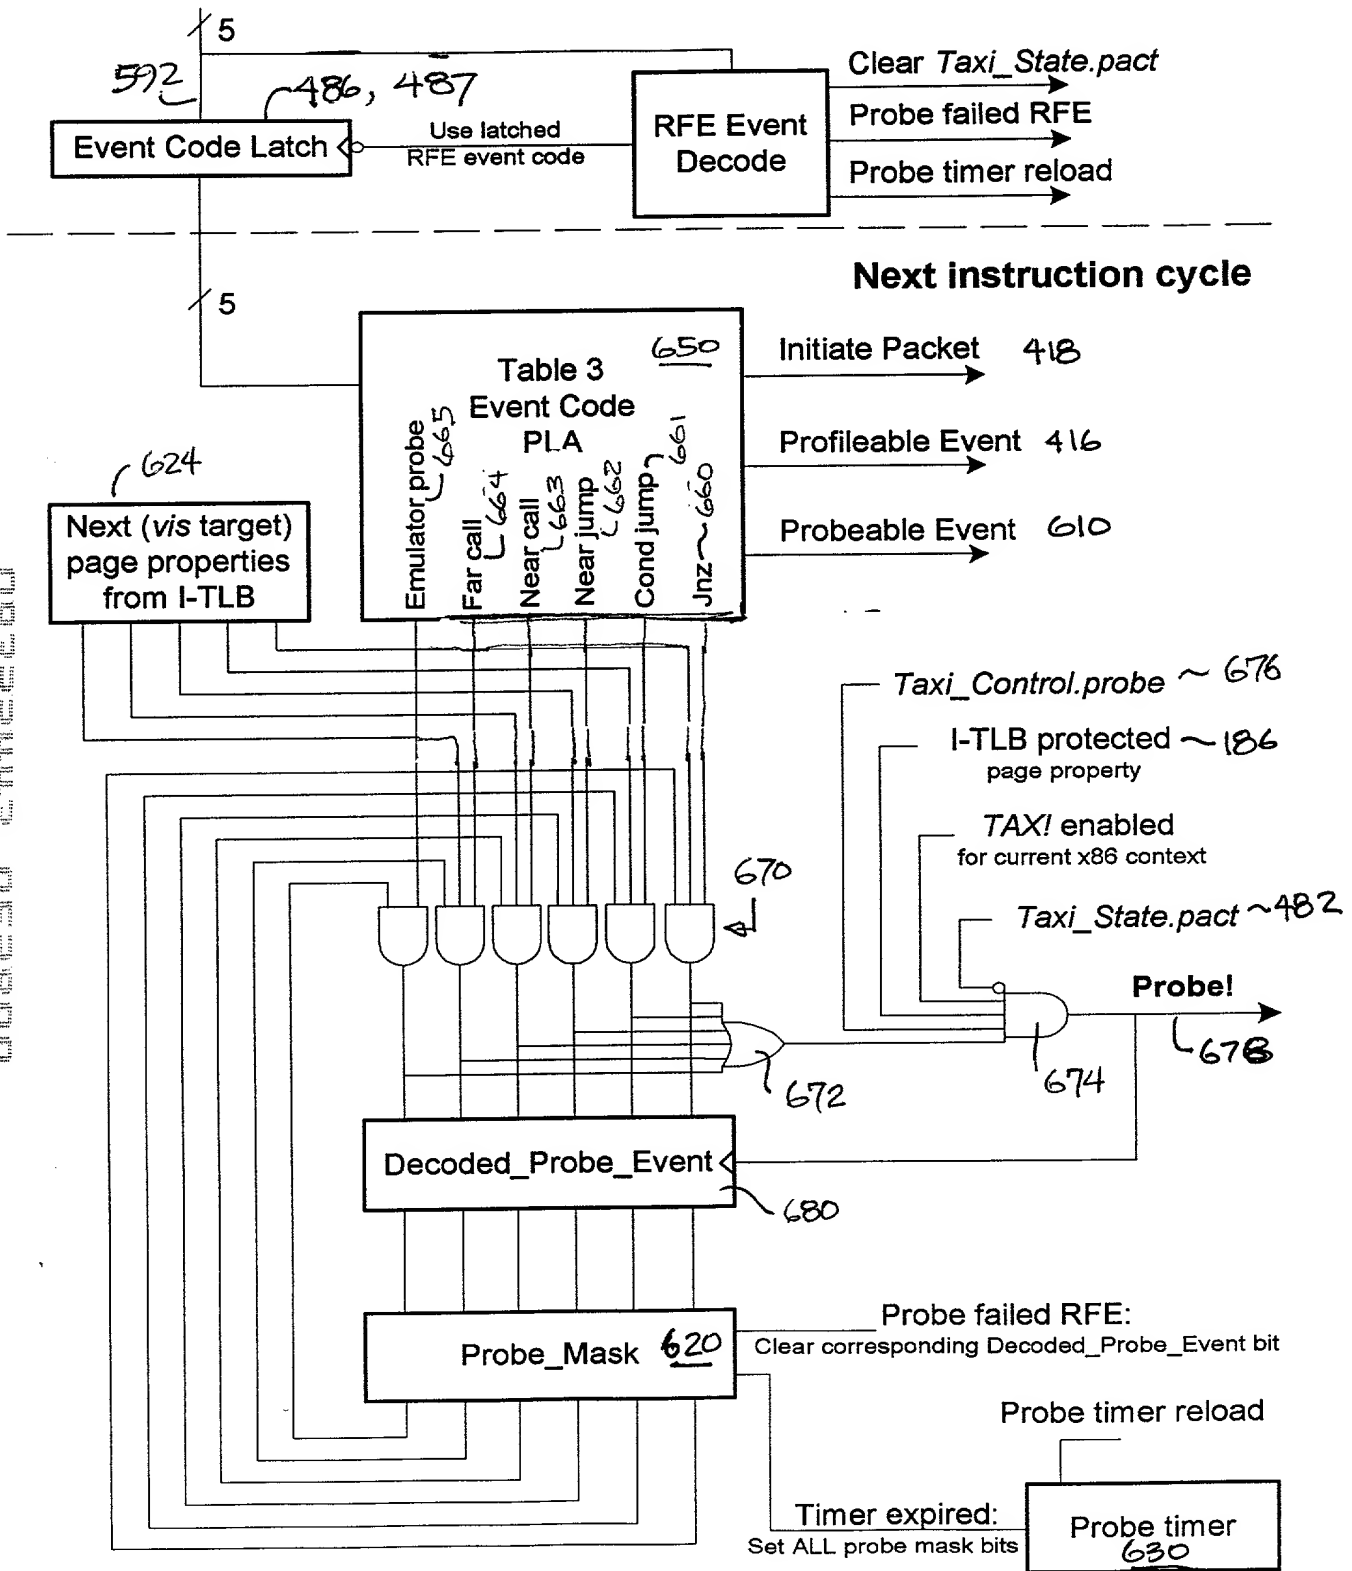 5
592
486, 487
Event Code Latch
Use latched
RFE event code
RFE Event
Decode
Clear Taxi_State.pact
Probe failed RFE
Probe timer reload
Next instruction cycle
5
Table 3
650
Event Code
PLA
Emulator probe
665
Far call
664
Near call
663
Near jump
662
Cond jump
661
Jnz
660
Initiate Packet 418
Profileable Event 416
Probeable Event 610
624
Next (vis target)
page properties
from I-TLB
Taxi_Control.probe 676
I-TLB protected 186
page property
TAX! enabled
for current x86 context
Taxi_State.pact 482
670
Probe!
678
674
672
Decoded_Probe_Event
680
Probe_Mask 620
Probe failed RFE:
Clear corresponding Decoded_Probe_Event bit
Probe timer reload
Timer expired:
Set ALL probe mask bits
Probe timer
630